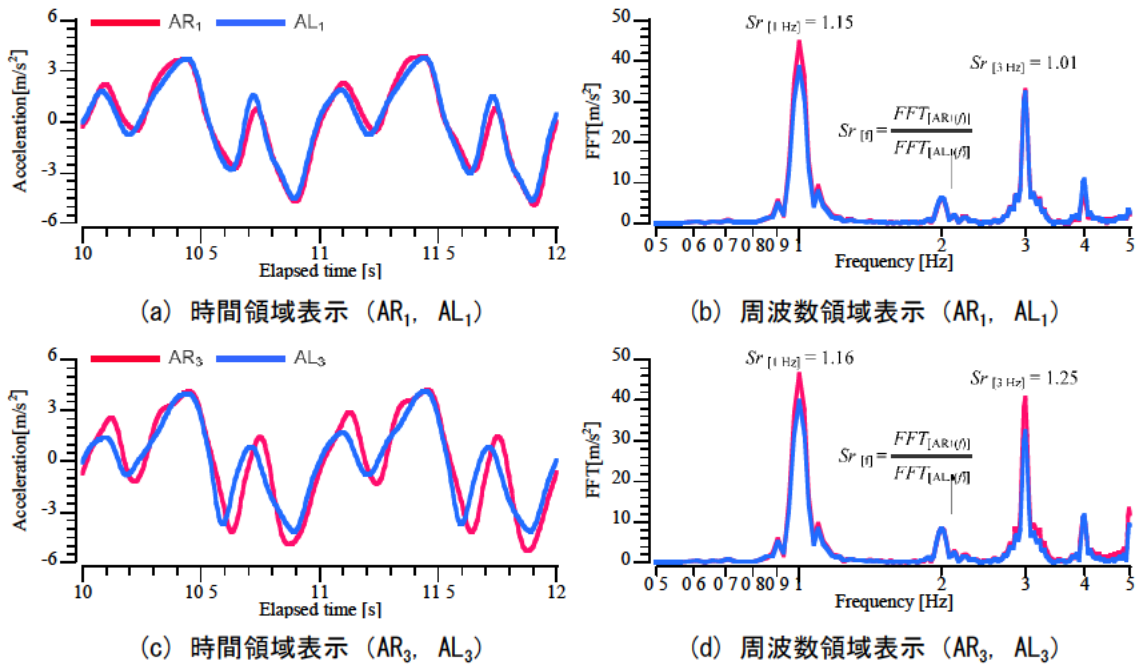 AR1 AL1
6
3
0
-3
-6
Acceleration[m/s²]
10 10 5 11 11 5 12
Elapsed time [s]
(a) 時間領域表示 (AR1, AL1)
Sr [1 Hz] = 1.15
Sr [3 Hz] = 1.01
50
40
30
20
10
0
FFT[m/s²]
Sr [f] = FFT[AR1(f)]
FFT[AL1(f)]
0 5 0 6 0 7 0 8 0 9 1 2 3 4 5
Frequency [Hz]
(b) 周波数領域表示 (AR1, AL1)
AR3 AL3
6
3
0
-3
-6
Acceleration[m/s²]
10 10 5 11 11 5 12
Elapsed time [s]
(c) 時間領域表示 (AR3, AL3)
Sr [1 Hz] = 1.16
Sr [3 Hz] = 1.25
50
40
30
20
10
0
FFT[m/s²]
Sr [f] = FFT[AR1(f)]
FFT[AL1(f)]
0 5 0 6 0 7 0 8 0 9 1 2 3 4 5
Frequency [Hz]
(d) 周波数領域表示 (AR3, AL3)